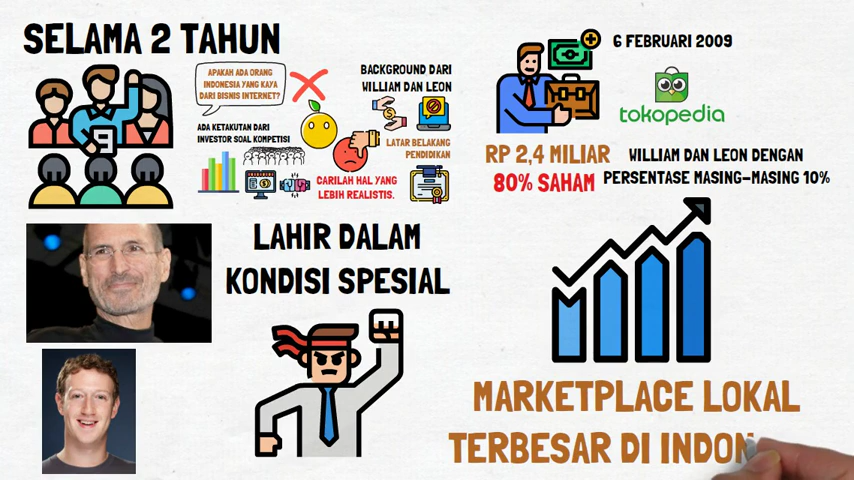 SELAMA 2 TAHUN
APAKAH ADA ORANG
INDONESIA YANG KAYA
DARI BISNIS INTERNET?
BACKGROUND DARI
WILLIAM DAN LEON
ADA KETAKUTAN DARI
INVESTOR SOAL KOMPETISI
LATAR BELAKANG
PENDIDIKAN
CARILAH HAL YANG
LEBIH REALISTIS.
6 FEBRUARI 2009
tokopedia
RP 2,4 MILIAR
80% SAHAM
WILLIAM DAN LEON DENGAN
PERSENTASE MASING-MASING 10%
LAHIR DALAM
KONDISI SPESIAL
MARKETPLACE LOKAL
TERBESAR DI INDON